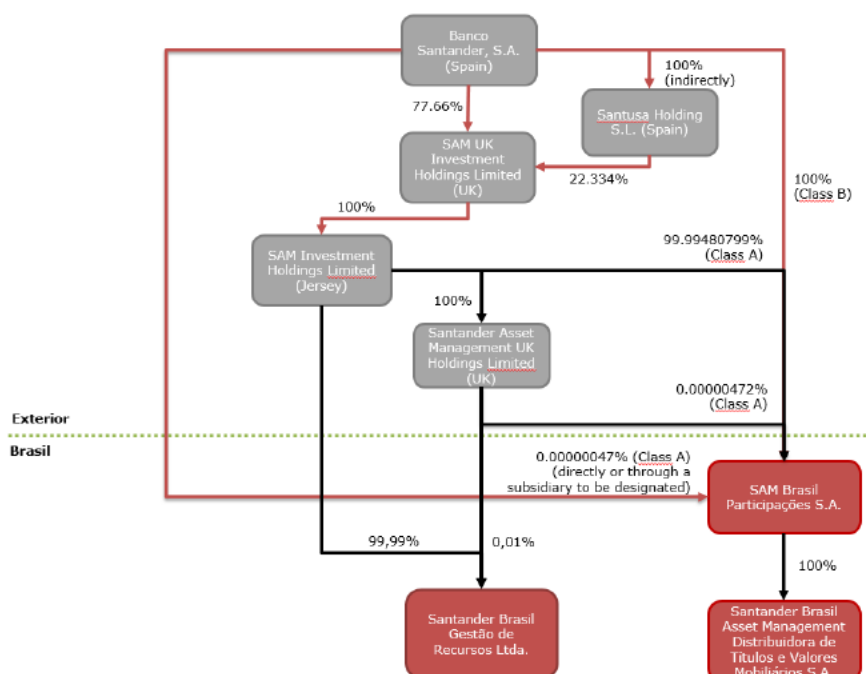 Banco
Santander, S.A.
(Spain)
100%
(indirectly)
77.66%
Santusa Holding
S.L. (Spain)
SAM UK
Investment
Holdings Limited
(UK)
22.334%
100%
(Class B)
100%
99.99480799%
(Class A)
SAM Investment
Holdings Limited
(Jersey)
100%
Santander Asset
Management UK
Holdings Limited
(UK)
0.00000472%
(Class A)
Exterior
Brasil
0.00000047% (Class A)
(directly or through a
subsidiary to be designated)
SAM Brasil
Participações S.A.
99,99%
0,01%
100%
Santander Brasil
Gestão de
Recursos Ltda.
Santander Brasil
Asset Management
Distribuidora de
Títulos e Valores
Mobiliários S.A.